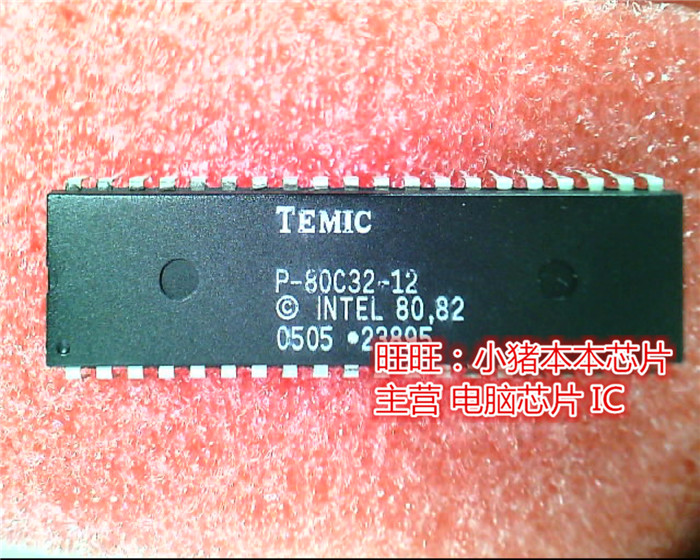 TEMIC
P-80C32-12
© INTEL 80,82
0505 •23895
旺旺：小猪本本芯片
主营 电脑芯片 IC